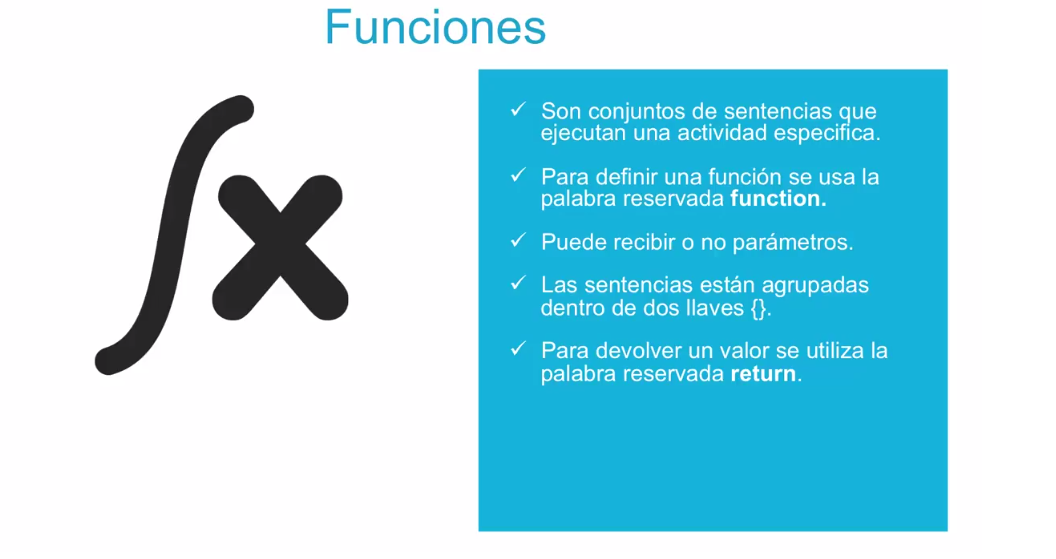 Funciones
Son conjuntos de sentencias que
ejecutan una actividad especifica.
Para definir una función se usa la
palabra reservada function.
Puede recibir o no parámetros.
Las sentencias están agrupadas
dentro de dos llaves {}.
Para devolver un valor se utiliza la
palabra reservada return.